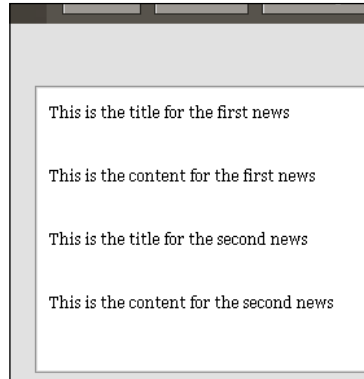 This is the title for the first news
This is the content for the first news
This is the title for the second news
This is the content for the second news